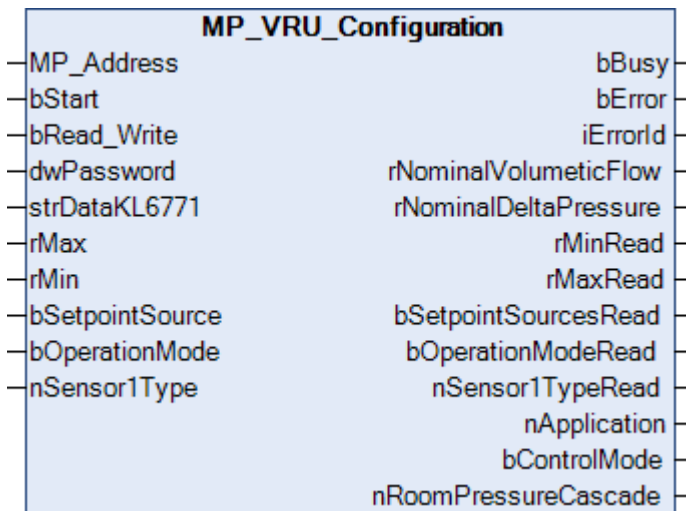 MP_VRU_Configuration
MP_Address bBusy
bStart bError
bRead_Write iErrorId
dwPassword rNominalVolumeticFlow
strDataKL6771 rNominalDeltaPressure
rMax rMinRead
rMin rMaxRead
bSetpointSource bSetpointSourcesRead
bOperationMode bOperationModeRead
nSensor1Type nSensor1TypeRead
nApplication
bControlMode
nRoomPressureCascade